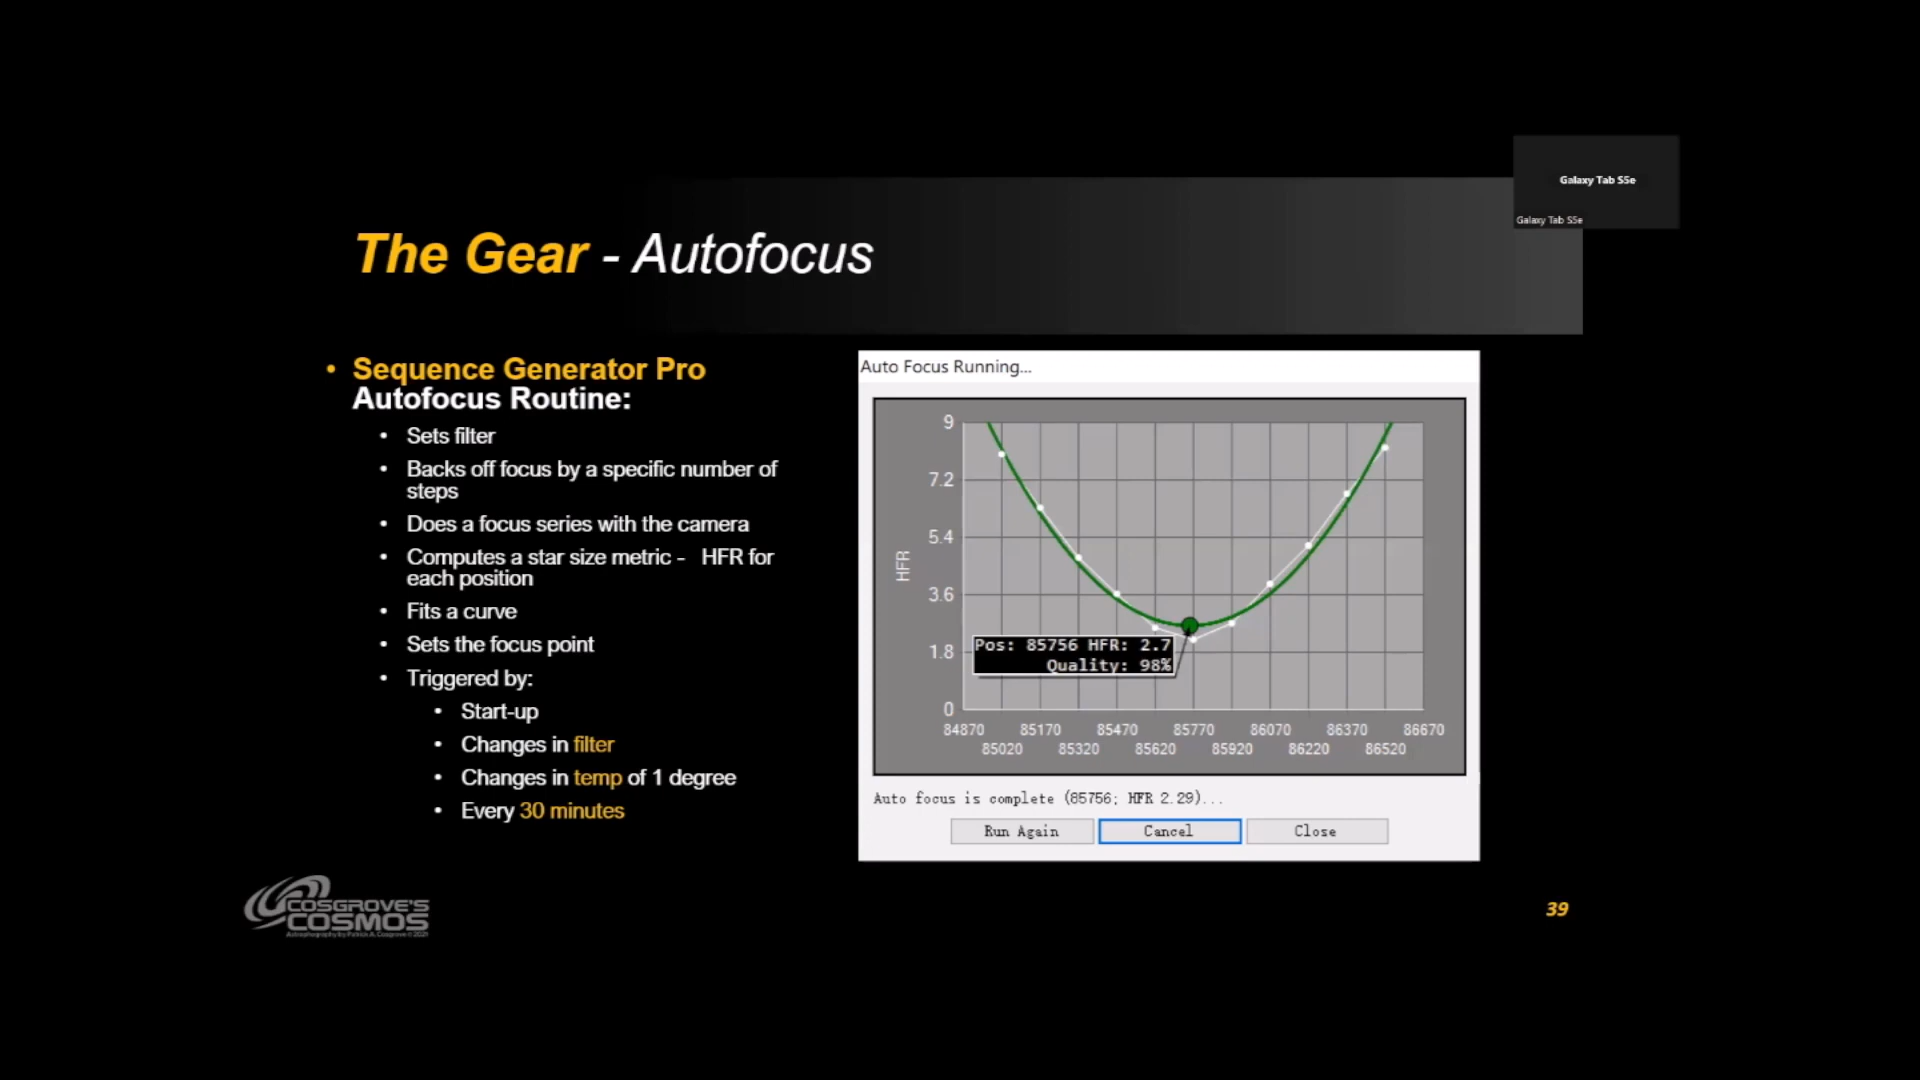 Galaxy Tab S5e
Galaxy Tab S5e
The Gear - Autofocus
• Sequence Generator Pro
Autofocus Routine:
• Sets filter
• Backs off focus by a specific number of
steps
• Does a focus series with the camera
• Computes a star size metric - HFR for
each position
• Fits a curve
• Sets the focus point
• Triggered by:
• Start-up
• Changes in filter
• Changes in temp of 1 degree
• Every 30 minutes
Auto Focus Running...
9
7.2
5.4
3.6
1.8
0
HFR
Pos: 85756 HFR: 2.7
Quality: 98%
84870 85170 85470 85770 86070 86370 86670
85020 85320 85620 85920 86220 86520
Auto focus is complete (85756; HFR 2.29)...
Run Again Cancel Close
COSGROVE'S
COSMOS
Astrophotography by Patrick A. Cosgrove © 2021
39